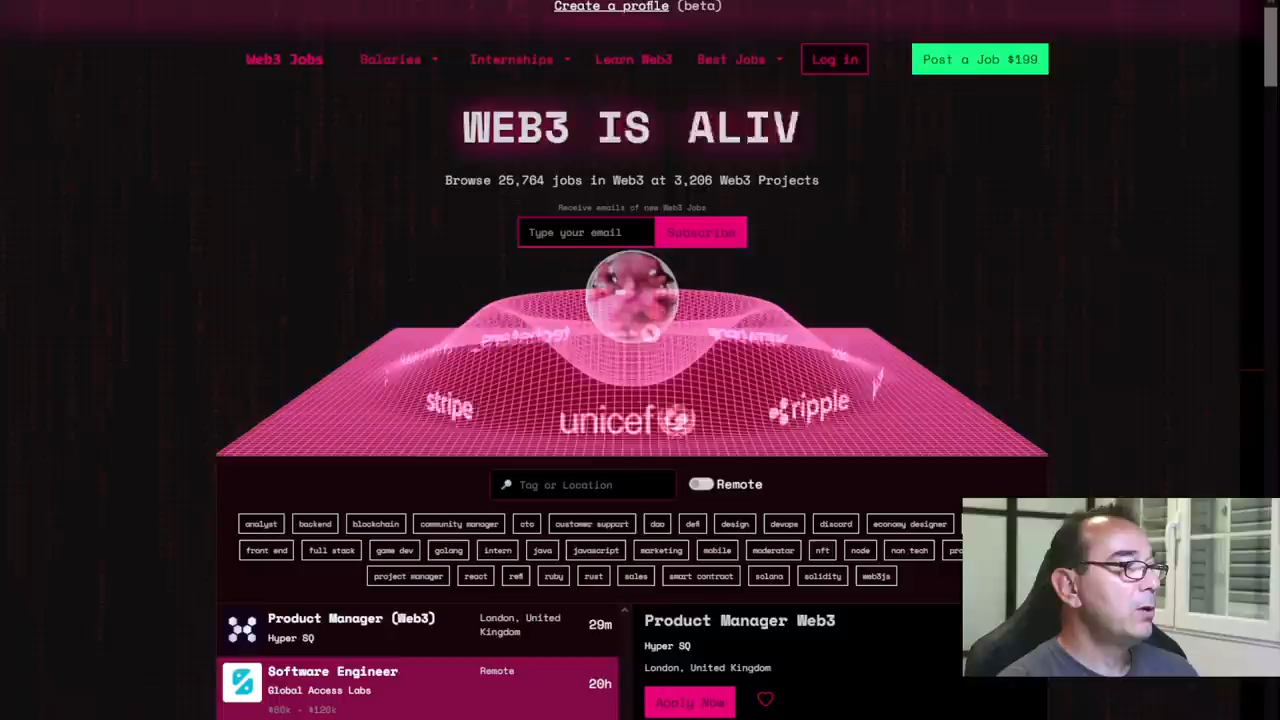 Create a profile (beta)
Web3 Jobs Salaries Internships Learn Web3 Best Jobs Log in Post a Job $199
WEB3 IS ALIV
Browse 25,764 jobs in Web3 at 3,206 Web3 Projects
Receive emails of new Web3 Jobs
Type your email Subscribe
stripe unicef ripple
Tag or Location Remote
analyst backend blockchain community manager cto customer support dao defi design devops discord economy designer
front end full stack game dev golang intern java javascript marketing mobile moderator nft node non tech
project manager react refi ruby rust sales smart contract solana solidity web3js
Product Manager (Web3)
Hyper SQ
London, United
Kingdom
29m
Software Engineer
Global Access Labs
$80k - $120k
Remote
20h
Product Manager Web3
Hyper SQ
London, United Kingdom
Apply Now